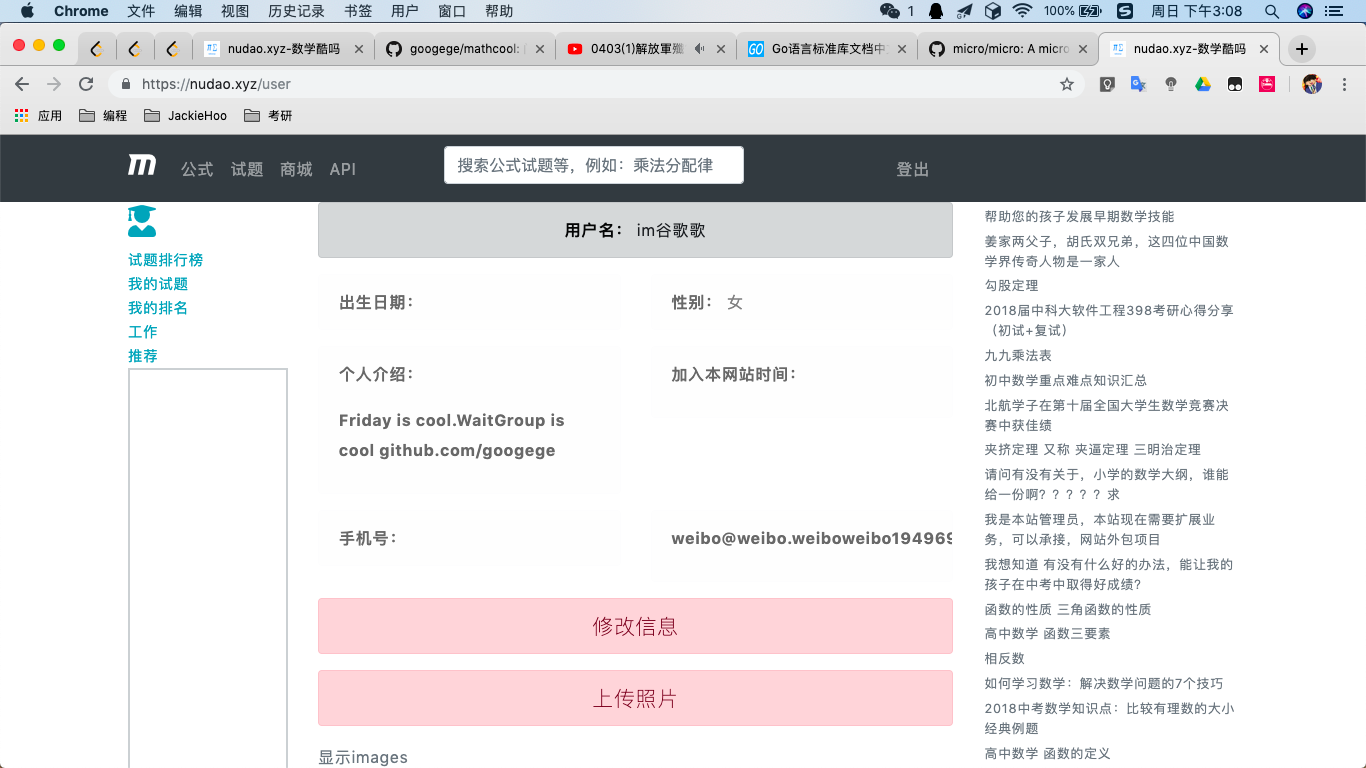 Chrome 文件 编辑 视图 历史记录 书签 用户 窗口 帮助 1 100% 周日 下午3:08
nudao.xyz-数学酷吗 googege/mathcool: 0403(1)解放軍殲 Go语言标准库文档中 micro/micro: A micro nudao.xyz-数学酷吗
https://nudao.xyz/user
应用 编程 JackieHoo 考研
m 公式 试题 商城 API 搜索公式试题等，例如：乘法分配律 登出
试题排行榜
我的试题
我的排名
工作
推荐
用户名： im谷歌歌
出生日期：
性别： 女
个人介绍：
Friday is cool.WaitGroup is
cool github.com/googege
加入本网站时间：
手机号：
weibo@weibo.weiboweibo194969
修改信息
上传照片
显示images
帮助您的孩子发展早期数学技能
姜家两父子，胡氏双兄弟，这四位中国数
学界传奇人物是一家人
勾股定理
2018届中科大软件工程398考研心得分享
（初试+复试）
九九乘法表
初中数学重点难点知识汇总
北航学子在第十届全国大学生数学竞赛决
赛中获佳绩
夹挤定理 又称 夹逼定理 三明治定理
请问有没有关于，小学的数学大纲，谁能
给一份啊？？？？？求
我是本站管理员，本站现在需要扩展业
务，可以承接，网站外包项目
我想知道 有没有什么好的办法，能让我的
孩子在中考中取得好成绩？
函数的性质 三角函数的性质
高中数学 函数三要素
相反数
如何学习数学：解决数学问题的7个技巧
2018中考数学知识点：比较有理数的大小
经典例题
高中数学 函数的定义